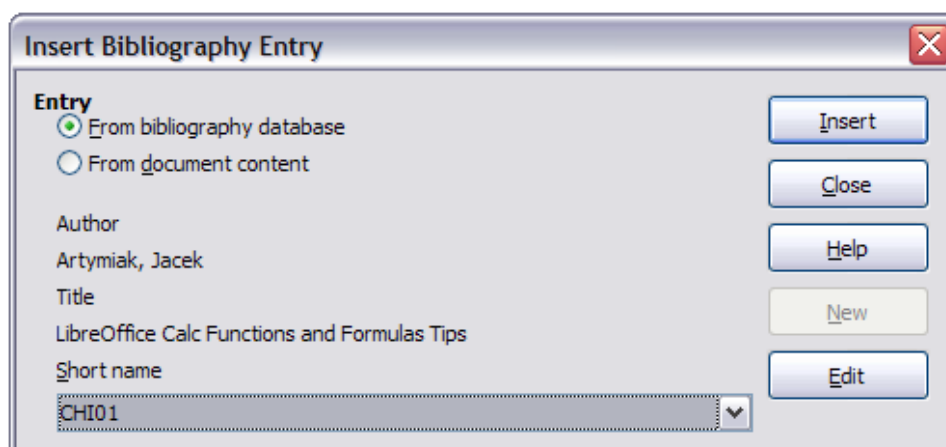 Insert Bibliography Entry
Entry
From bibliography database
From document content
Author
Artymiak, Jacek
Title
LibreOffice Calc Functions and Formulas Tips
Short name
CHI01
Insert
Close
Help
New
Edit